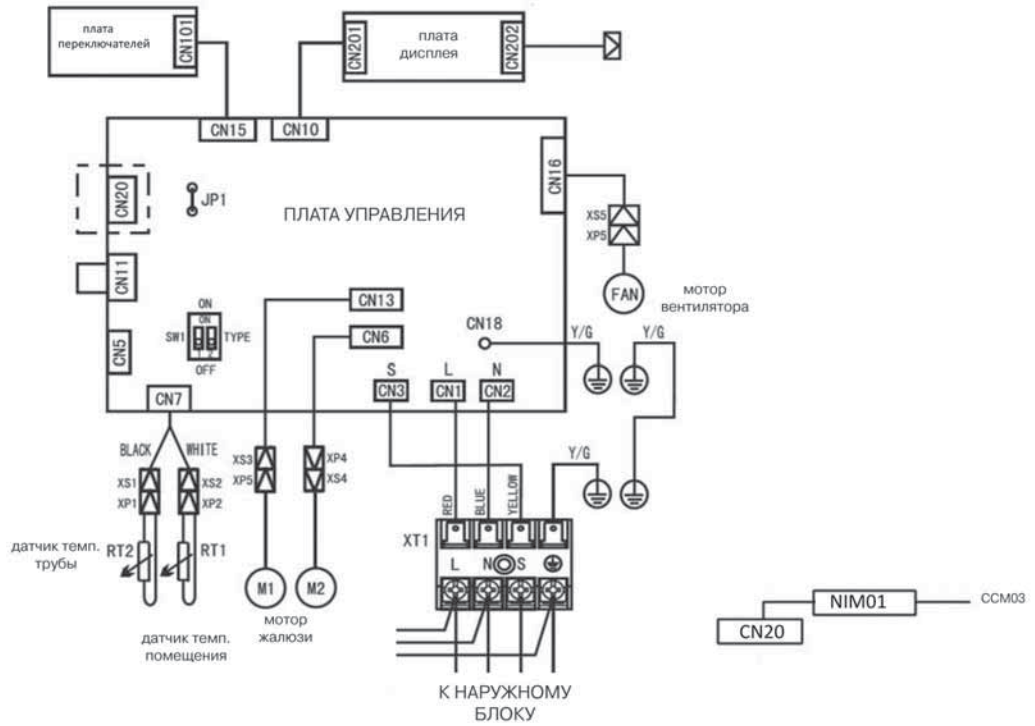 плата
переключателей
CN101
CN201
плата
дисплея
CN202
CN15
CN10
CN20
JP1
ПЛАТА УПРАВЛЕНИЯ
CN16
XS5
XP5
FAN
мотор
вентилятора
CN11
CN13
ON
ON
SW1
TYPE
1 2
OFF
CN6
CN18
Y/G
Y/G
CN5
S
L
N
CN3
CN1
CN2
CN7
BLACK
WHITE
XS1
XP1
XS2
XP2
XS3
XP5
XP4
XS4
Y/G
RED
BLUE
YELLOW
XT1
L
N
S
датчик темп.
трубы
RT2
RT1
M1
M2
мотор
жалюзи
датчик темп.
помещения
NIM01
CCM03
CN20
К НАРУЖНОМУ
БЛОКУ